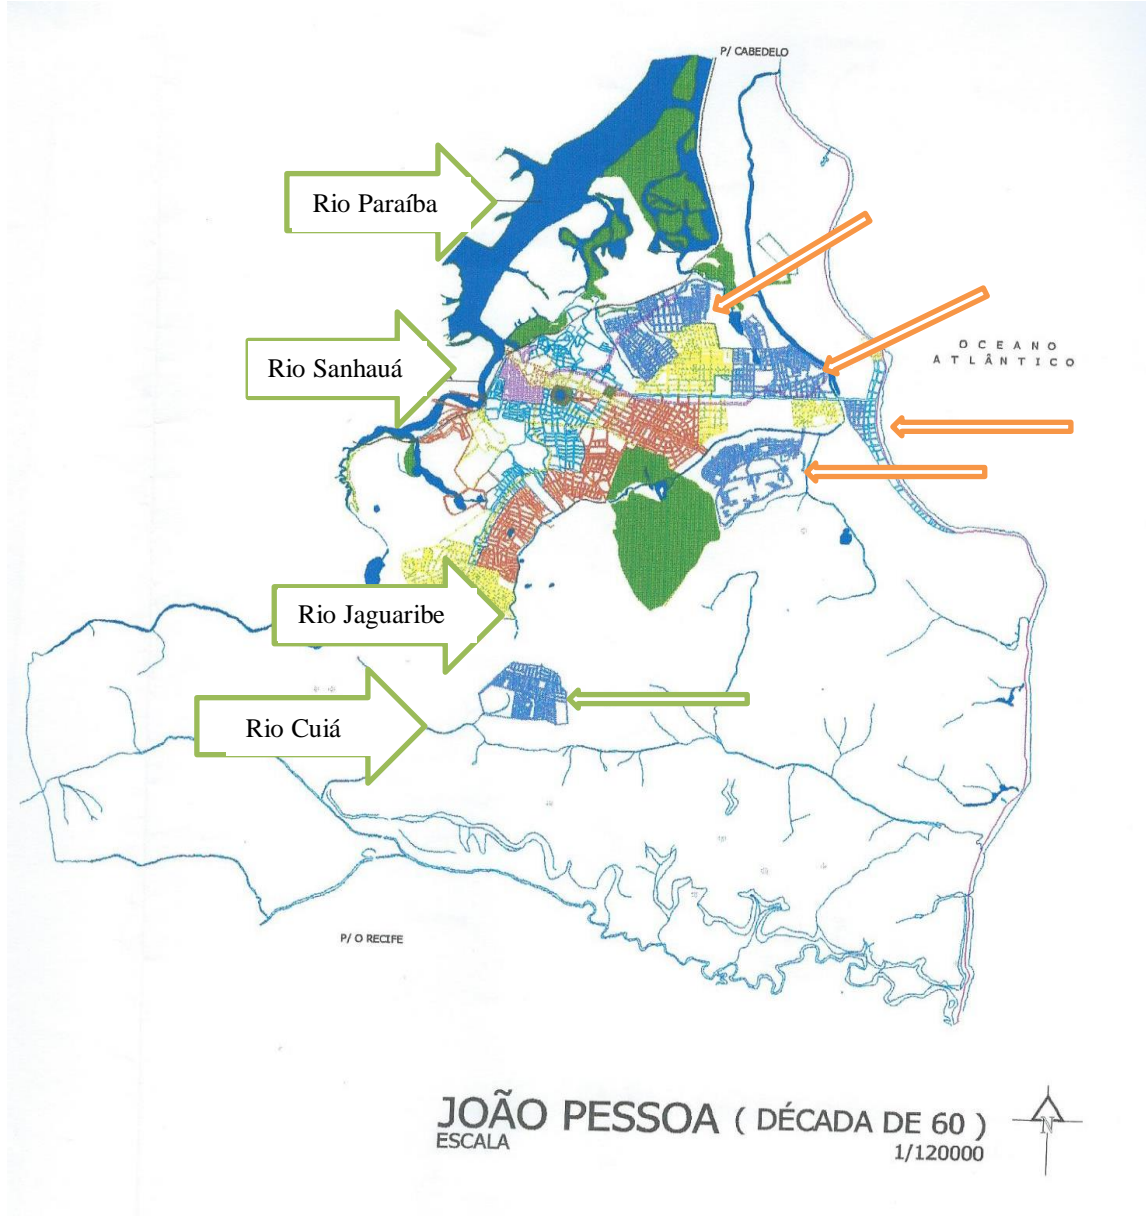 P/ CABEDELO
Rio Paraíba
OCEANO
ATLÂNTICO
Rio Sanhauá
Rio Jaguaribe
Rio Cuiá
P/ O RECIFE
JOÃO PESSOA ( DÉCADA DE 60 )
ESCALA
1/120000
N